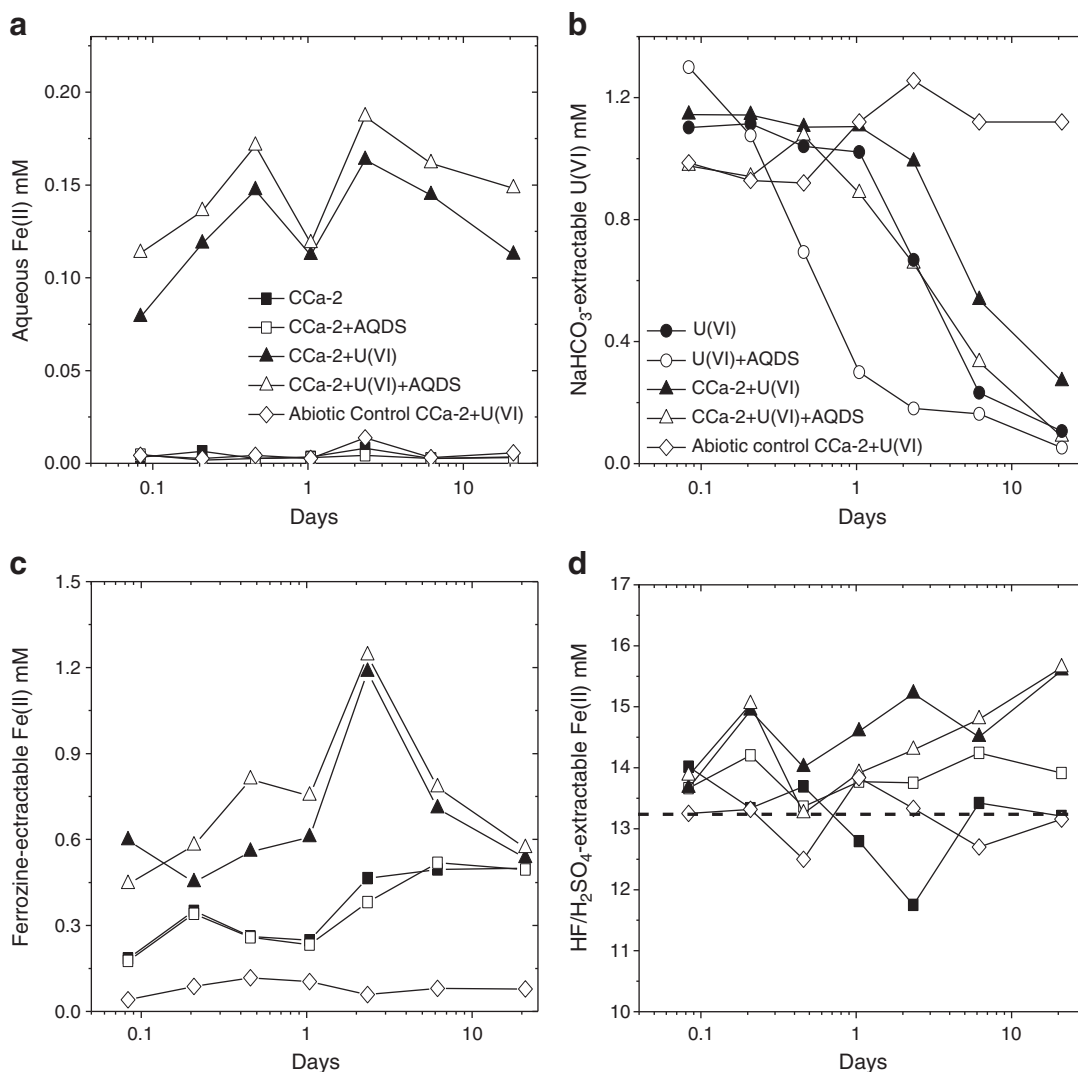 a
Aqueous Fe(II) mM
0.20
0.15
0.10
0.05
0.00
0.1
1
10
Days
CCa-2
CCa-2+AQDS
CCa-2+U(VI)
CCa-2+U(VI)+AQDS
Abiotic Control CCa-2+U(VI)
b
NaHCO3-extractable U(VI) mM
1.2
0.8
0.4
0.0
0.1
1
10
Days
U(VI)
U(VI)+AQDS
CCa-2+U(VI)
CCa-2+U(VI)+AQDS
Abiotic control CCa-2+U(VI)
c
Ferrozine-ectractable Fe(II) mM
1.5
1.2
0.9
0.6
0.3
0.0
0.1
1
10
Days
d
HF/H2SO4-extractable Fe(II) mM
17
16
15
14
13
12
11
10
0.1
1
10
Days